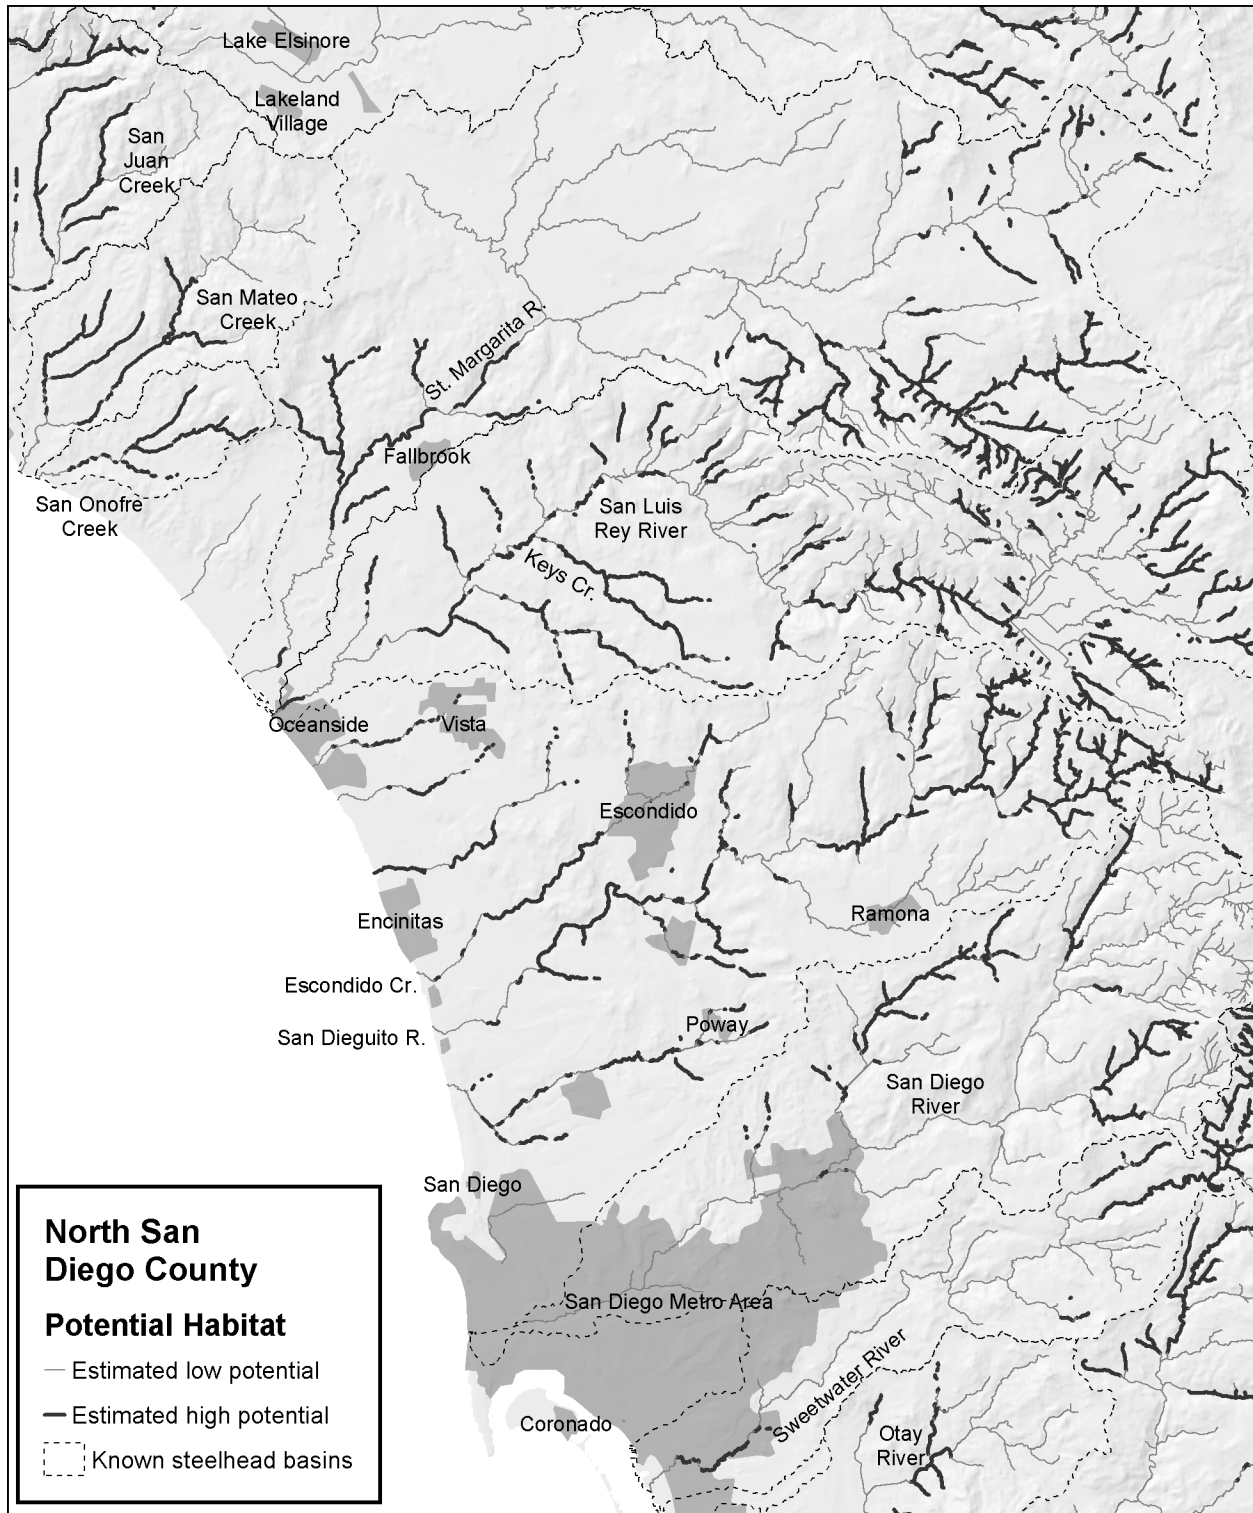 Lake Elsinore
Lakeland
Village
San
Juan
Creek
San Mateo
Creek
St. Margarita R.
Fallbrook
San Onofre
Creek
San Luis
Rey River
Keys Cr.
Oceanside
Vista
Escondido
Encinitas
Ramona
Escondido Cr.
San Dieguito R.
Poway
San Diego
River
San Diego
San Diego Metro Area
Sweetwater River
Coronado
Otay
River
North San
Diego County
Potential Habitat
Estimated low potential
Estimated high potential
Known steelhead basins